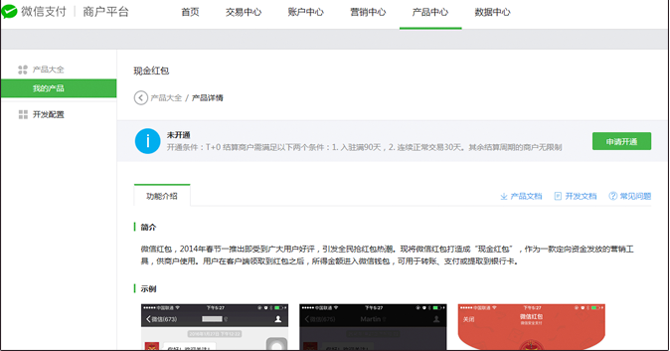 微信支付 | 商户平台
首页 交易中心 账户中心 营销中心 产品中心 数据中心
产品大全
我的产品
开发配置
现金红包
产品大全 / 产品详情
未开通
开通条件：T+0 结算商户需满足以下两个条件：1. 入驻满90天，2. 连续正常交易30天。其余结算周期的商户无限制
申请开通
功能介绍
产品文档 开发文档 常见问题
简介
微信红包，2014年春节一推出即受到广大用户好评，引发全民抢红包热潮。现将微信红包打造成“现金红包”，作为一款定向资金发放的营销工
具，供商户使用。用户在客户端领取到红包之后，所得金额进入微信钱包，可用于转账、支付或提取到银行卡。
示例
中国联通 下午5:27
微信(673)
中国联通 下午5:27
微信(673) Martin
中国联通 下午5:27
关闭 微信红包
微信安全支付